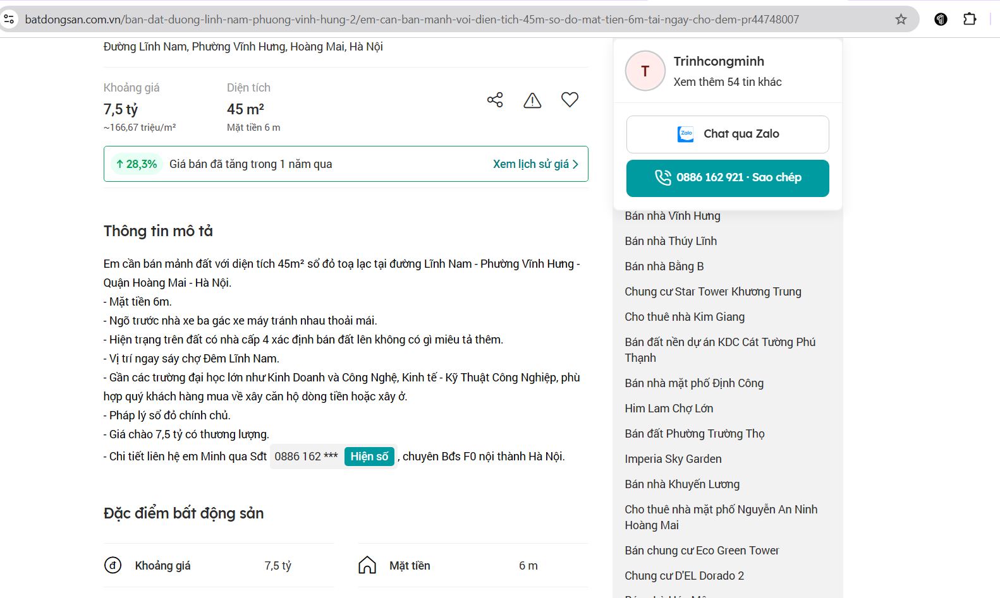 batdongsan.com.vn/ban-dat-duong-linh-nam-phuong-vinh-hung-2/em-can-ban-manh-voi-dien-tich-45m-so-do-mat-tien-6m-tai-ngay-cho-dem-pr44748007
Đường Lĩnh Nam, Phường Vĩnh Hưng, Hoàng Mai, Hà Nội
Khoảng giá
Diện tích
7,5 tỷ
45 m²
~166,67 triệu/m²
Mặt tiền 6 m
28,3%
Giá bán đã tăng trong 1 năm qua
Xem lịch sử giá
Thông tin mô tả
Em cần bán mảnh đất với diện tích 45m² sổ đỏ toạ lạc tại đường Lĩnh Nam - Phường Vĩnh Hưng -
Quận Hoàng Mai - Hà Nội.
- Mặt tiền 6m.
- Ngõ trước nhà xe ba gác xe máy tránh nhau thoải mái.
- Hiện trạng trên đất có nhà cấp 4 xác định bán đất lên không có gì miêu tả thêm.
- Vị trí ngay sáy chợ Đêm Lĩnh Nam.
- Gần các trường đại học lớn như Kinh Doanh và Công Nghệ, Kinh tế - Kỹ Thuật Công Nghiệp, phù
hợp quý khách hàng mua về xây căn hộ dòng tiền hoặc xây ở.
- Pháp lý sổ đỏ chính chủ.
- Giá chào 7,5 tỷ có thương lượng.
- Chi tiết liên hệ em Minh qua Sđt 0886 162 *** Hiện số , chuyên Bđs F0 nội thành Hà Nội.
Đặc điểm bất động sản
đ
Khoảng giá
7,5 tỷ
Mặt tiền
6 m
T
Trinhcongminh
Xem thêm 54 tin khác
Zalo
Chat qua Zalo
0886 162 921 · Sao chép
Bán nhà Vĩnh Hưng
Bán nhà Thúy Lĩnh
Bán nhà Bằng B
Chung cư Star Tower Khương Trung
Cho thuê nhà Kim Giang
Bán đất nền dự án KDC Cát Tường Phú
Thạnh
Bán nhà mặt phố Định Công
Him Lam Chợ Lớn
Bán đất Phường Trường Thọ
Imperia Sky Garden
Bán nhà Khuyến Lương
Cho thuê nhà mặt phố Nguyễn An Ninh
Hoàng Mai
Bán chung cư Eco Green Tower
Chung cư D'EL Dorado 2